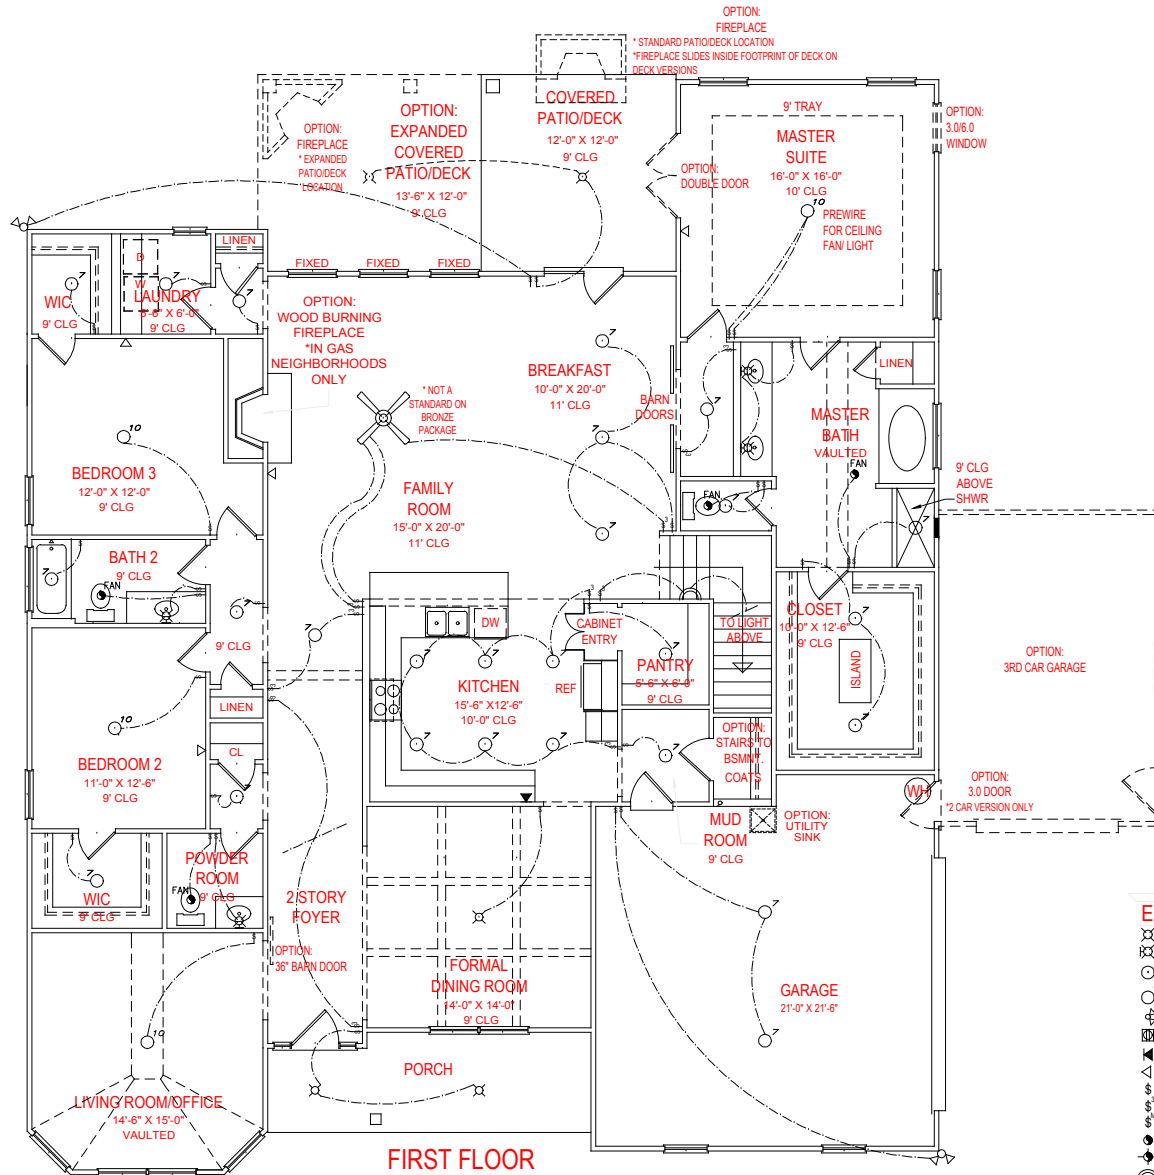 OPTION:
FIREPLACE
* STANDARD PATIO/DECK LOCATION
*FIREPLACE SLIDES INSIDE FOOTPRINT OF DECK ON
DECK VERSIONS
OPTION:
FIREPLACE
* EXPANDED
PATIO/DECK
LOCATION
OPTION:
EXPANDED
COVERED
PATIO/DECK
13'-6" X 12'-0"
9' CLG
COVERED
PATIO/DECK
12'-0" X 12'-0"
9' CLG
OPTION:
DOUBLE DOOR
9' TRAY
MASTER
SUITE
16'-0" X 16'-0"
10' CLG
10
PREWIRE
FOR CEILING
FAN/ LIGHT
OPTION:
3.0/6.0
WINDOW
LINEN
D
W
LAUNDRY
6'-0"
9' CLG
WIC
9' CLG
FIXED
FIXED
FIXED
OPTION:
WOOD BURNING
FIREPLACE
*IN GAS
NEIGHBORHOODS
ONLY
* NOT A
STANDARD ON
BRONZE
PACKAGE
BREAKFAST
10'-0" X 20'-0"
11' CLG
BARN
DOORS
LINEN
MASTER
BATH
VAULTED
FAN
9' CLG
ABOVE
SHWR
10
BEDROOM 3
12'-0" X 12'-0"
9' CLG
FAMILY
ROOM
15'-0" X 20'-0"
11' CLG
FAN
BATH 2
9' CLG
FAN
9' CLG
LINEN
DW
KITCHEN
15'-6" X12'-6"
10'-0" CLG
REF
CABINET
ENTRY
PANTRY
5'-6" X 6'-0"
9' CLG
TO LIGHT
ABOVE
CLOSET
10'-0" X 12'-6"
9' CLG
ISLAND
OPTION:
3RD CAR GARAGE
10
BEDROOM 2
11'-0" X 12'-6"
9' CLG
CL
OPTION:
STAIRS TO
BSMNT.
COATS
WH
OPTION:
3.0 DOOR
*2 CAR VERSION ONLY
MUD
ROOM
9' CLG
OPTION:
UTILITY
SINK
WIC
9' CLG
POWDER
ROOM
9' CLG
FAN
2 STORY
FOYER
OPTION:
36" BARN DOOR
FORMAL
DINING ROOM
14'-0" X 14'-0"
9' CLG
GARAGE
21'-0" X 21'-6"
10
LIVING ROOM/OFFICE
14'-6" X 15'-0"
VAULTED
PORCH
FIRST FLOOR
E